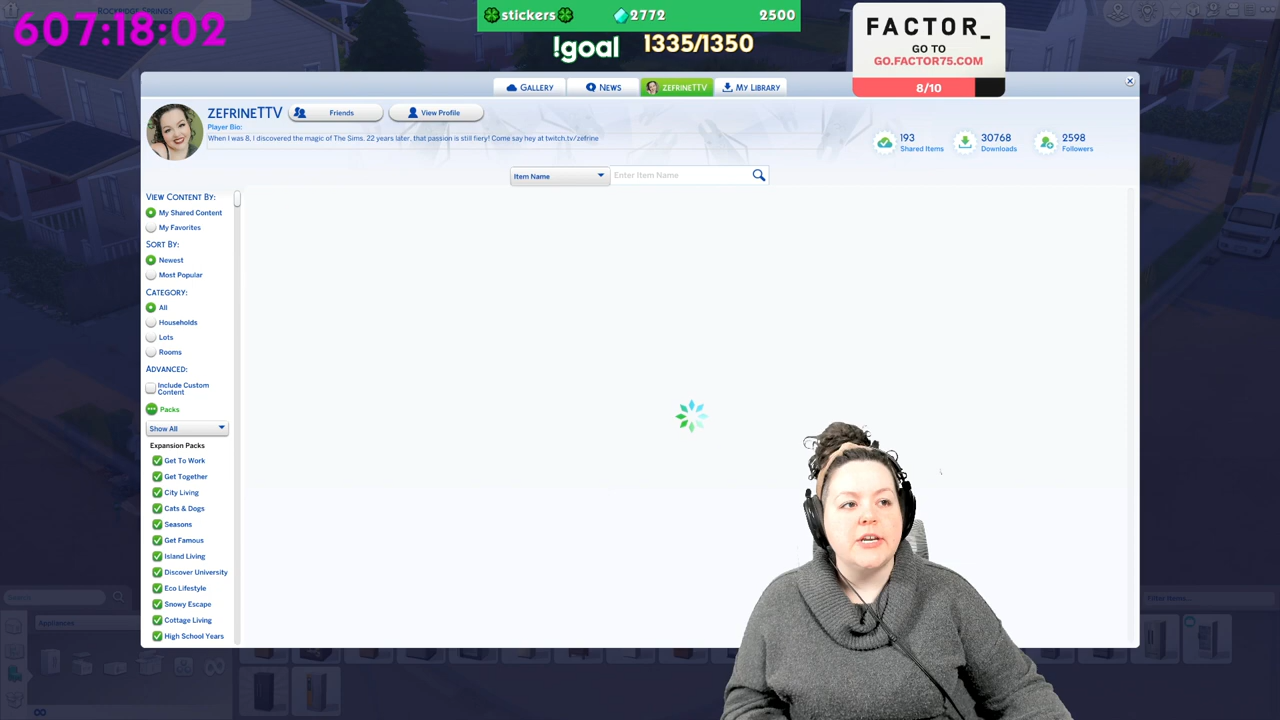 607:18:02
ROCKRIDGE SPRINGS
stickers
2772
2500
!goal
1335/1350
FACTOR_
GO TO
GO.FACTOR75.COM
8/10
GALLERY
NEWS
ZEFRINETTV
MY LIBRARY
ZEFRINETTV
Friends
View Profile
Player Bio:
When I was 8, I discovered the magic of The Sims. 22 years later, that passion is still fiery! Come say hey at twitch.tv/zefrine
193
Shared Items
30768
Downloads
2598
Followers
Item Name
Enter Item Name
VIEW CONTENT BY:
My Shared Content
My Favorites
SORT BY:
Newest
Most Popular
CATEGORY:
All
Households
Lots
Rooms
ADVANCED:
Include Custom
Content
Packs
Show All
Expansion Packs
Get To Work
Get Together
City Living
Cats & Dogs
Seasons
Get Famous
Island Living
Discover University
Eco Lifestyle
Snowy Escape
Cottage Living
High School Years
Search
Filter Items...
Appliances